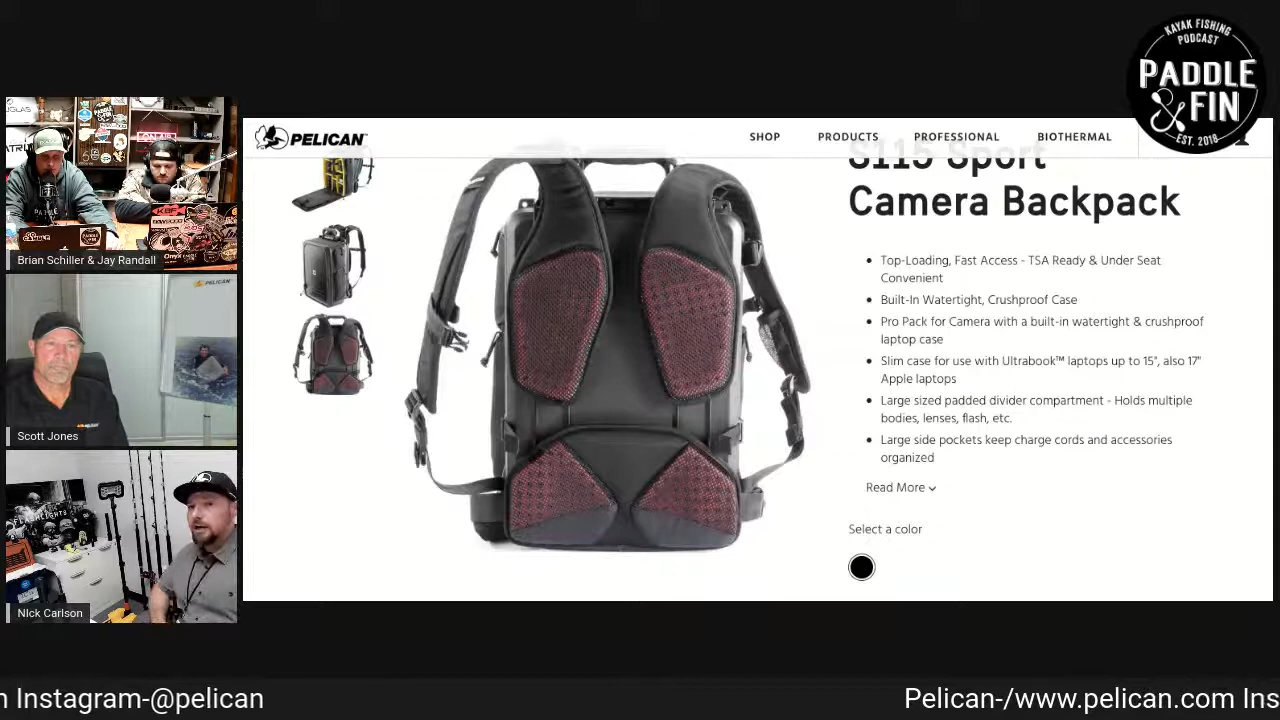 KAYAK FISHING
PODCAST
PADDLE
& FIN
EST. 2018
PELICAN™
SHOP
PRODUCTS
PROFESSIONAL
BIOTHERMAL
S115 Sport
Camera Backpack
Top-Loading, Fast Access - TSA Ready & Under Seat
Convenient
Built-In Watertight, Crushproof Case
Pro Pack for Camera with a built-in watertight & crushproof
laptop case
Slim case for use with Ultrabook™ laptops up to 15", also 17"
Apple laptops
Large sized padded divider compartment - Holds multiple
bodies, lenses, flash, etc.
Large side pockets keep charge cords and accessories
organized
Read More
Select a color
ON AIR
Brian Schiller & Jay Randall
PELICAN
Scott Jones
NIck Carlson
n Instagram-@pelican
Pelican-/www.pelican.com Ins